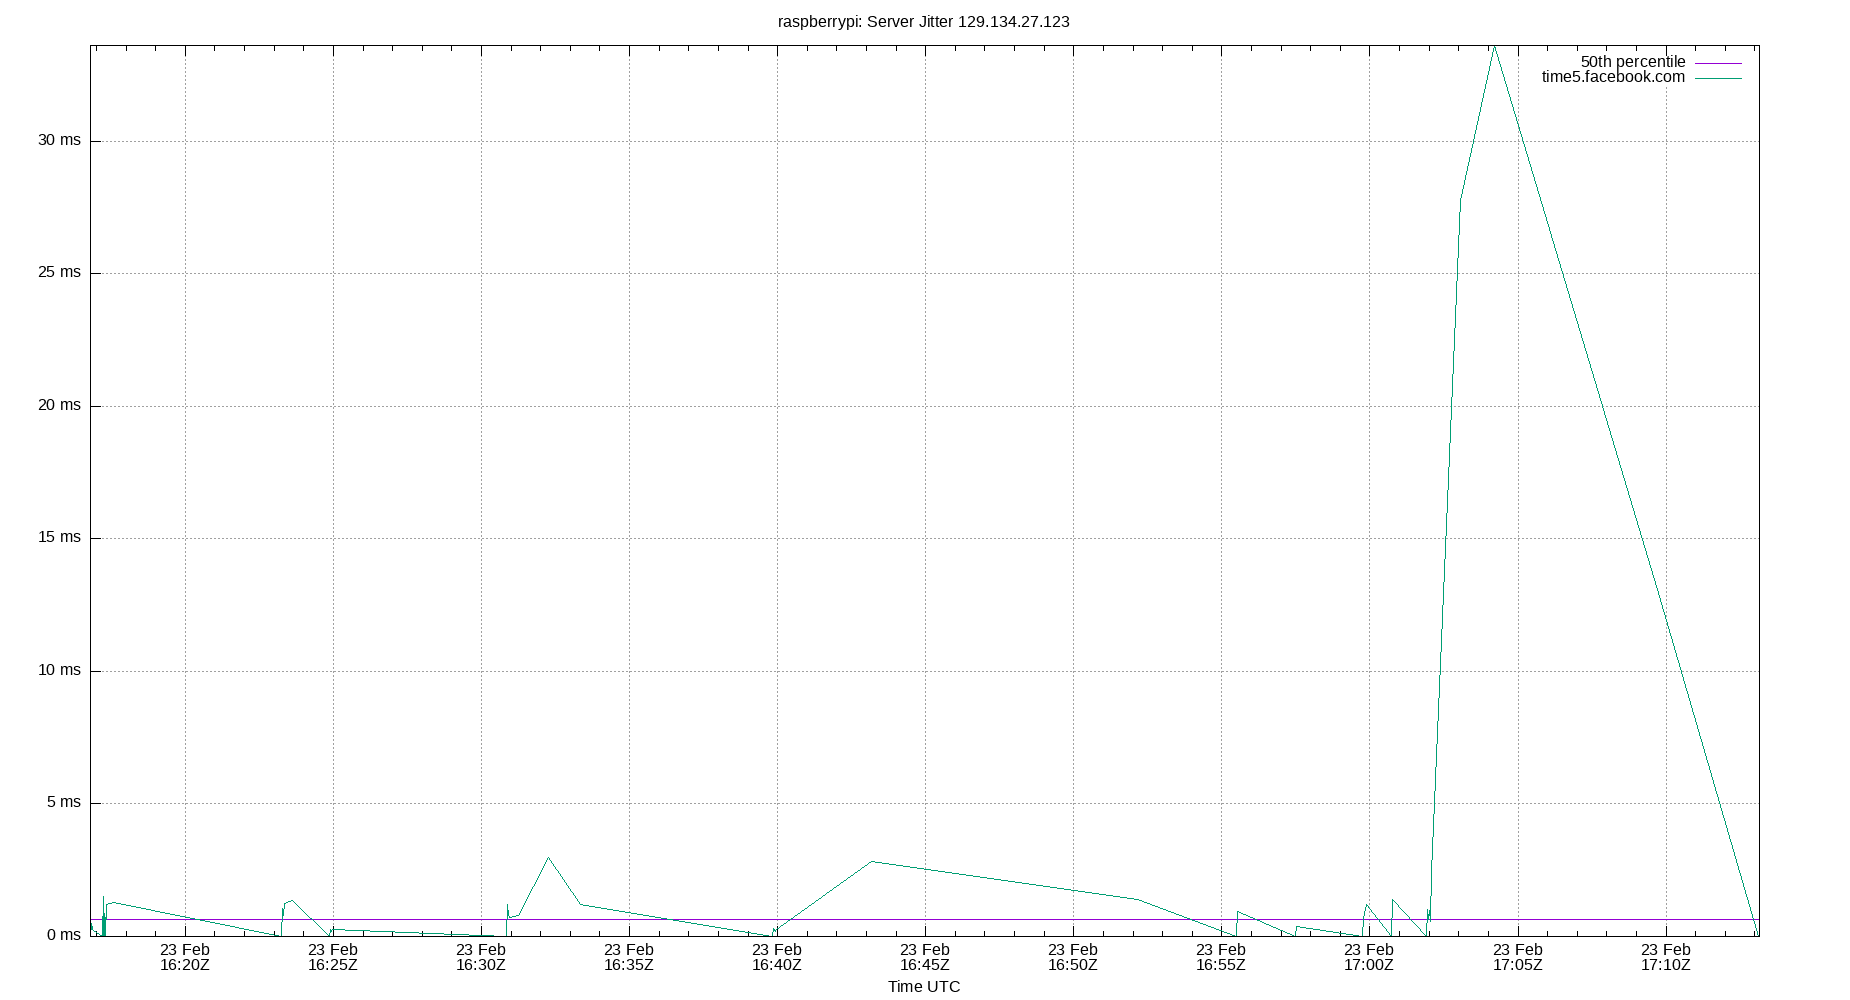 raspberrypi: Server Jitter 129.134.27.123
50th percentile
time5.facebook.com
30 ms
25 ms
20 ms
15 ms
10 ms
5 ms
0 ms
23 Feb 23 Feb 23 Feb 23 Feb 23 Feb 23 Feb 23 Feb 23 Feb 23 Feb 23 Feb 23 Feb
16:20Z 16:25Z 16:30Z 16:35Z 16:40Z 16:45Z 16:50Z 16:55Z 17:00Z 17:05Z 17:10Z
Time UTC